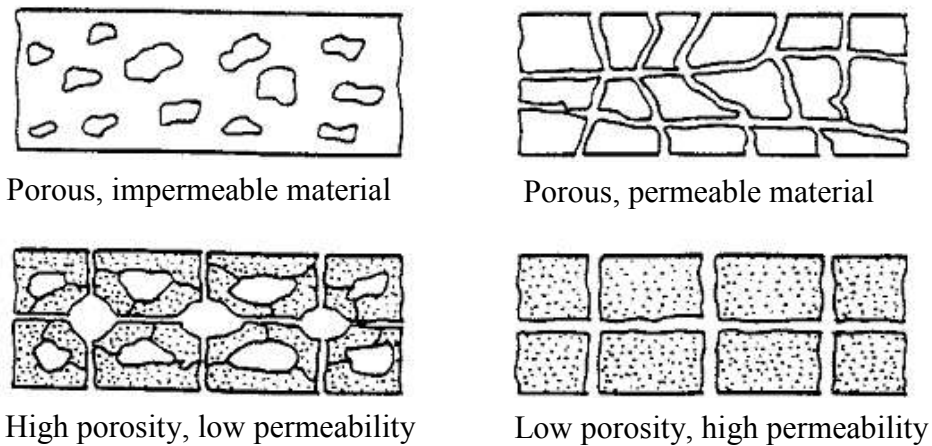 Porous, impermeable material
Porous, permeable material
High porosity, low permeability
Low porosity, high permeability